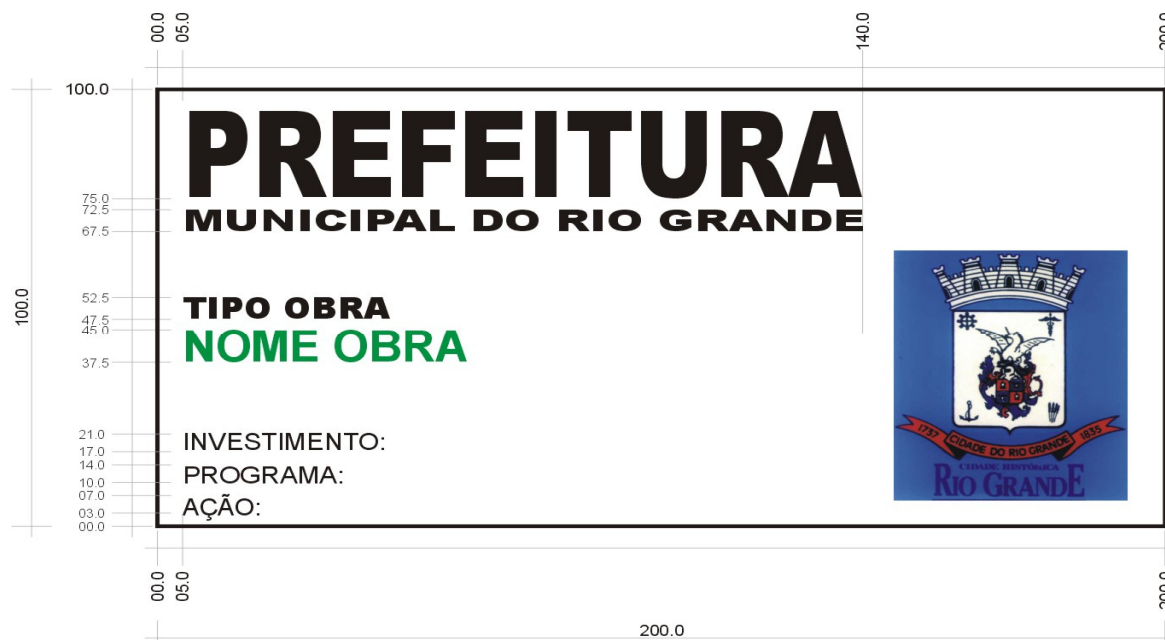 00.0
05.0
140.0
200.0
100.0
PREFEITURA
75.0
72.5
MUNICIPAL DO RIO GRANDE
67.5
100.0
52.5
TIPO OBRA
47.5
45.0
NOME OBRA
37.5
21.0
INVESTIMENTO:
17.0
14.0
PROGRAMA:
10.0
07.0
AÇÃO:
03.0
00.0
1737 CIDADE DO RIO GRANDE 1835
CIDADE HISTÓRICA
RIO GRANDE
00.0
05.0
200.0
200.0